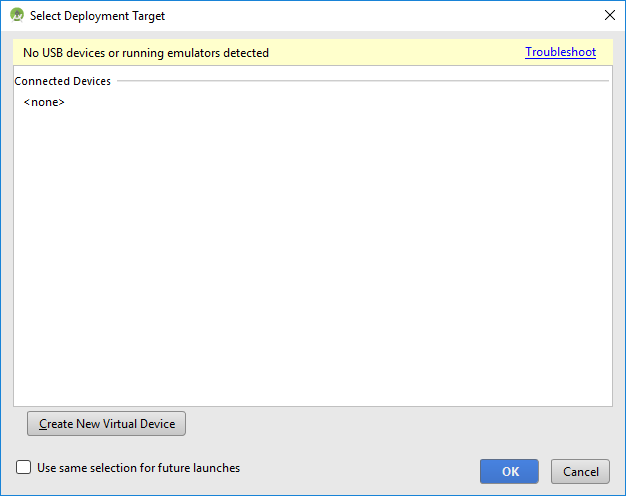 Select Deployment Target
No USB devices or running emulators detected Troubleshoot
Connected Devices
<none>
Create New Virtual Device
Use same selection for future launches
OK Cancel